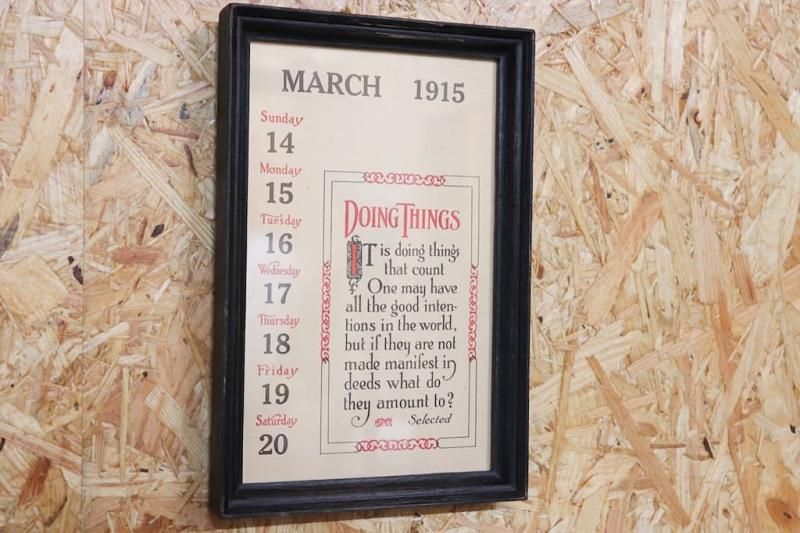 MARCH 1915
Sunday
14
Monday
15
Tuesday
16
Wednesday
17
Thursday
18
Friday
19
Saturday
20
DOING THINGS
IT is doing things
that count
One may have
all the good inten-
tions in the world,
but if they are not
made manifest in
deeds what do
they amount to?
Selected